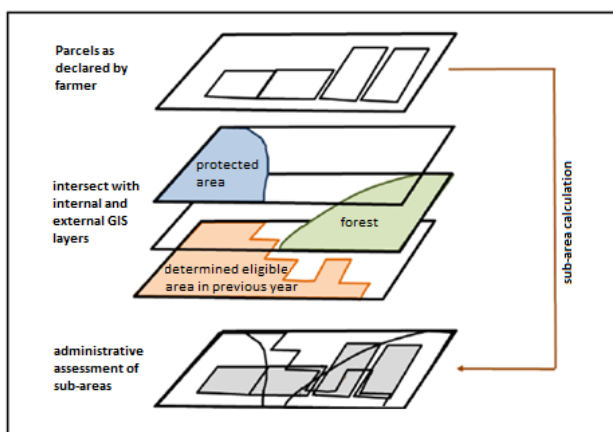 Parcels as
declared by
farmer
protected
area
intersect with
internal and
external GIS
layers
forest
determined eligible
area in previous year
sub-area calculation
administrative
assessment of
sub-areas